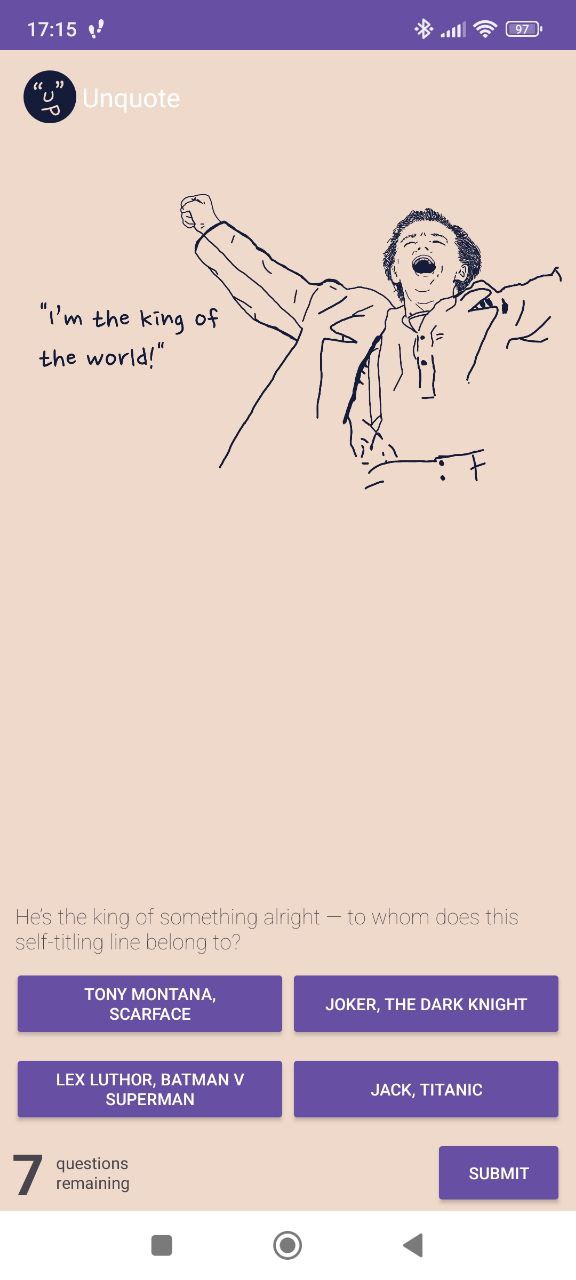 17:15
97
"U P"
Unquote
"I'm the king of
the world!"
He's the king of something alright — to whom does this
self-titling line belong to?
TONY MONTANA,
SCARFACE
JOKER, THE DARK KNIGHT
LEX LUTHOR, BATMAN V
SUPERMAN
JACK, TITANIC
7 questions
remaining
SUBMIT